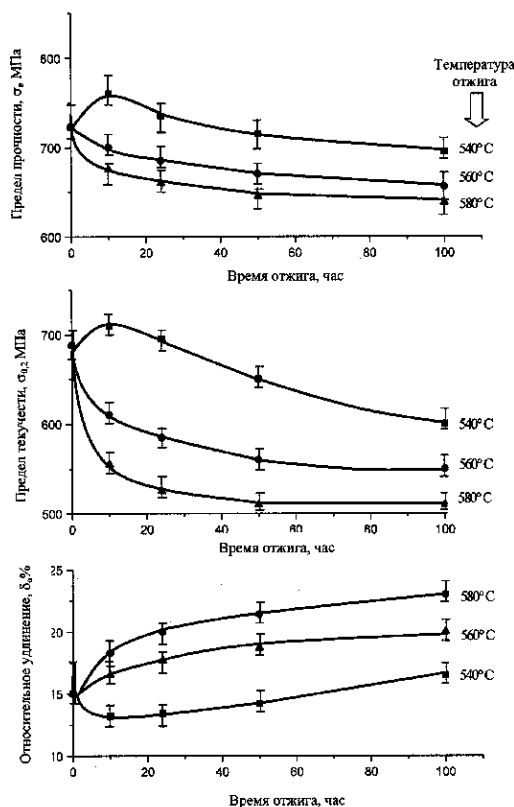 Предел прочности, σв МПа
800
700
600
Температура
отжига
540°C
560°C
580°C
0 20 40 60 80 100
Время отжига, час
Предел текучести, σ0,2 МПа
700
600
500
540°C
560°C
580°C
0 20 40 60 80 100
Время отжига, час
Относительное удлинение, δ,%
25
20
15
10
580°C
560°C
540°C
0 20 40 60 80 100
Время отжига, час